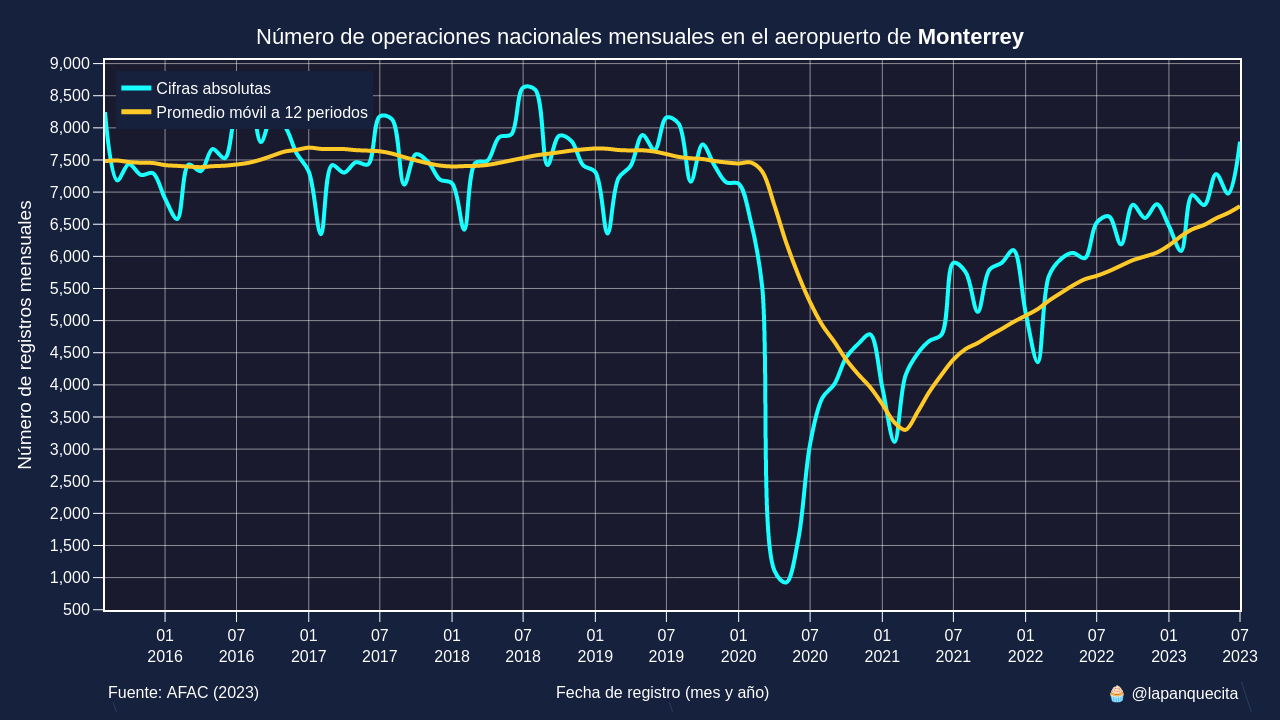 Número de operaciones nacionales mensuales en el aeropuerto de Monterrey
Cifras absolutas
Promedio móvil a 12 periodos
Número de registros mensuales
9,000
8,500
8,000
7,500
7,000
6,500
6,000
5,500
5,000
4,500
4,000
3,500
3,000
2,500
2,000
1,500
1,000
500
01 07 01 07 01 07 01 07 01 07 01 07 01 07 01 07
2016 2016 2017 2017 2018 2018 2019 2019 2020 2020 2021 2021 2022 2022 2023 2023
Fuente: AFAC (2023) Fecha de registro (mes y año) 🧁 @lapanquecita